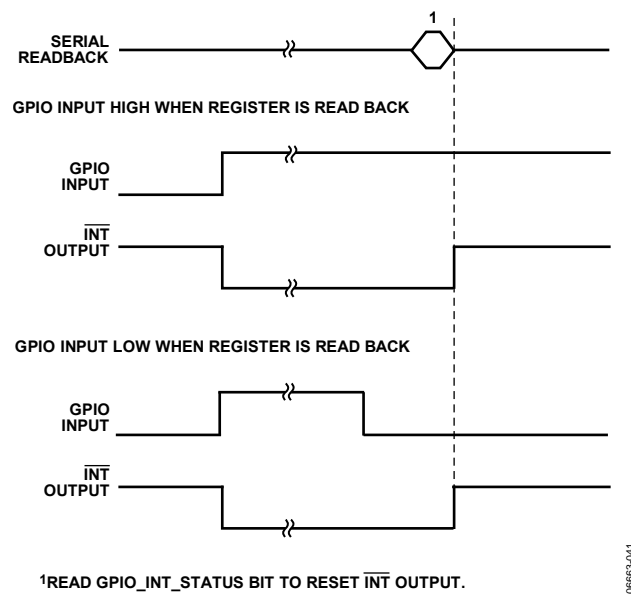 1
SERIAL
READBACK
GPIO INPUT HIGH WHEN REGISTER IS READ BACK
GPIO
INPUT
INT
OUTPUT
GPIO INPUT LOW WHEN REGISTER IS READ BACK
GPIO
INPUT
INT
OUTPUT
1READ GPIO_INT_STATUS BIT TO RESET INT OUTPUT.
06663-041